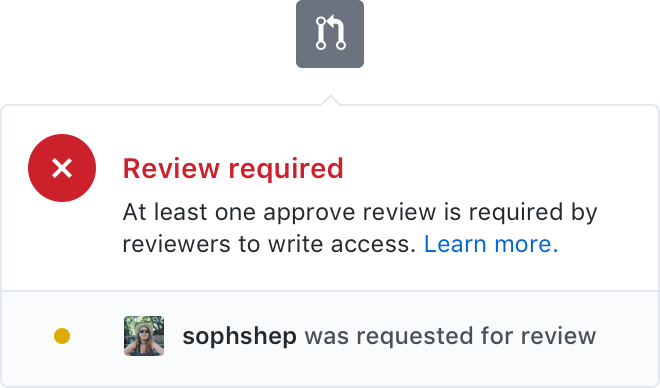 Review required
At least one approve review is required by
reviewers to write access. Learn more.
sophshep was requested for review